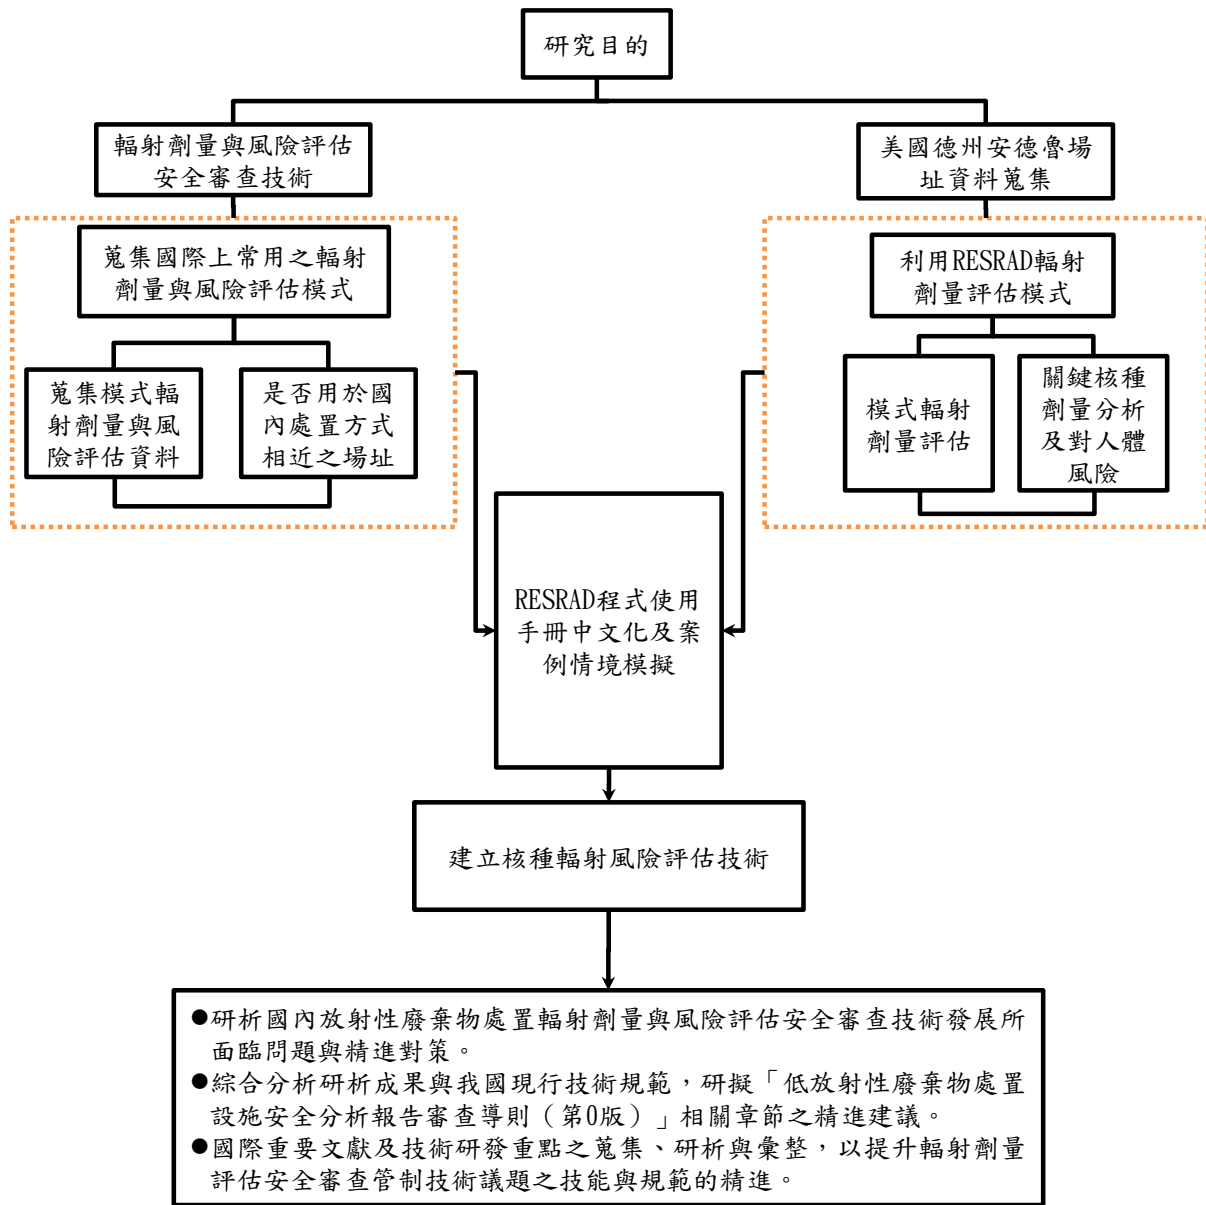 研究目的
輻射劑量與風險評估
安全審查技術
美國德州安德魯場
址資料蒐集
蒐集國際上常用之輻射
劑量與風險評估模式
利用RESRAD輻射
劑量評估模式
蒐集模式輻
射劑量與風
險評估資料
是否用於國
內處置方式
相近之場址
模式輻射
劑量評估
關鍵核種
劑量分析
及對人體
風險
RESRAD程式使用
手冊中文化及案
例情境模擬
建立核種輻射風險評估技術
●研析國內放射性廢棄物處置輻射劑量與風險評估安全審查技術發展所
面臨問題與精進對策。
●綜合分析研析成果與我國現行技術規範，研擬「低放射性廢棄物處置
設施安全分析報告審查導則（第0版）」相關章節之精進建議。
●國際重要文獻及技術研發重點之蒐集、研析與彙整，以提升輻射劑量
評估安全審查管制技術議題之技能與規範的精進。